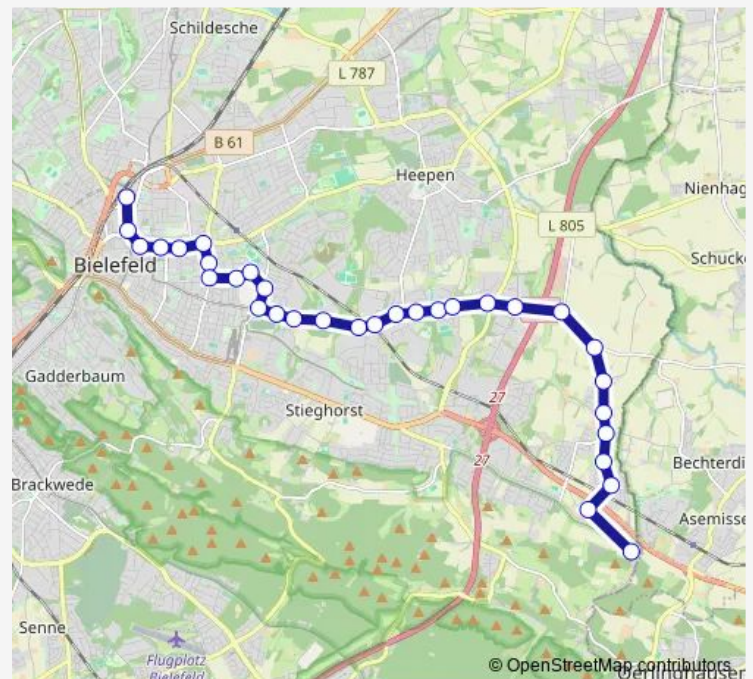 Schildesche
L 787
B 61
Heepen
Nienhag
L 805
Schucke
Bielefeld
Gadderbaum
27
Stieghorst
27
Bechterdi
Brackwede
Asemisse
Senne
Flugplatz
Bielefeld
© OpenStreetMap contributors
Oerlinghausen